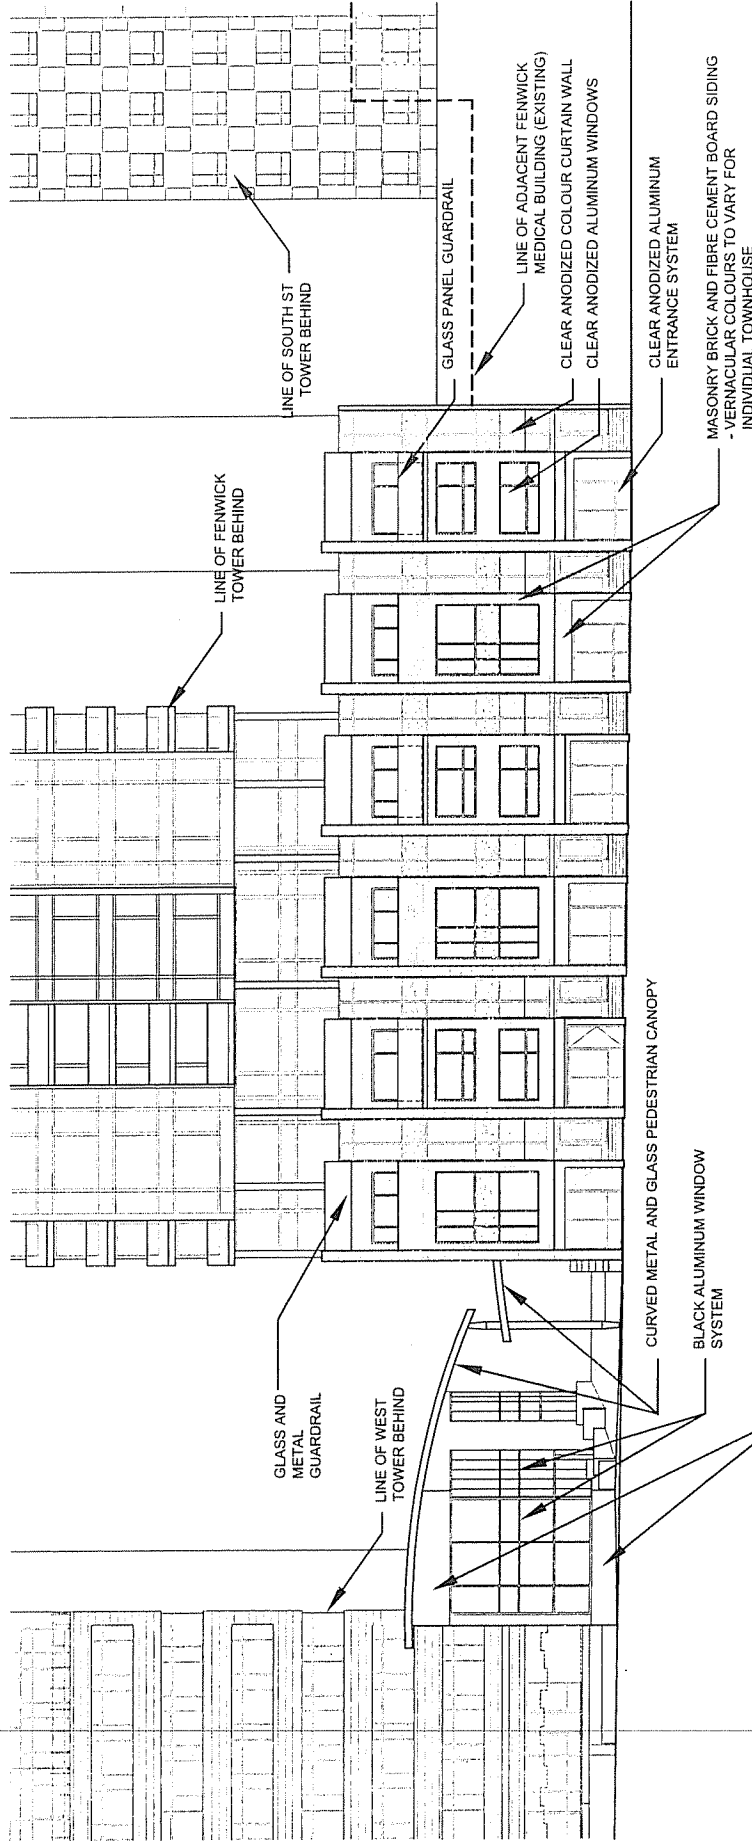 GLASS AND
METAL
GUARDRAIL
LINE OF WEST
TOWER BEHIND
LINE OF FENWICK
TOWER BEHIND
LINE OF SOUTH ST
TOWER BEHIND
GLASS PANEL GUARDRAIL
LINE OF ADJACENT FENWICK
MEDICAL BUILDING (EXISTING)
CLEAR ANODIZED COLOUR CURTAIN WALL
CLEAR ANODIZED ALUMINUM WINDOWS
CLEAR ANODIZED ALUMINUM
ENTRANCE SYSTEM
MASONRY BRICK AND FIBRE CEMENT BOARD SIDING
- VERNACULAR COLOURS TO VARY FOR
INDIVIDUAL TOWNHOUSE
CURVED METAL AND GLASS PEDESTRIAN CANOPY
BLACK ALUMINUM WINDOW
SYSTEM